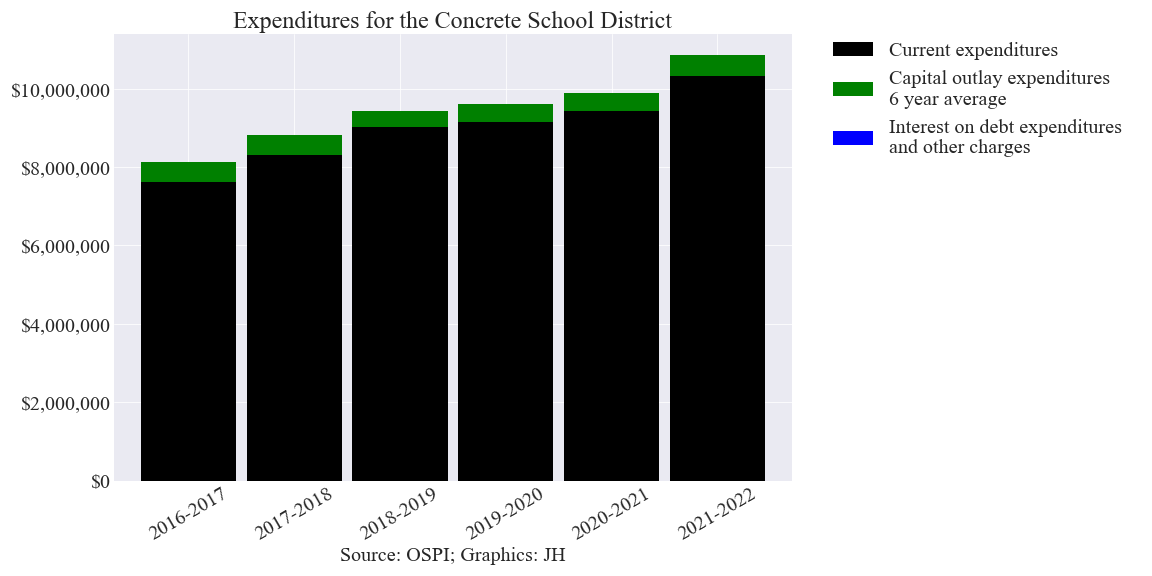 Expenditures for the Concrete School District
Current expenditures
Capital outlay expenditures
6 year average
Interest on debt expenditures
and other charges
$10,000,000
$8,000,000
$6,000,000
$4,000,000
$2,000,000
$0
2016-2017
2017-2018
2018-2019
2019-2020
2020-2021
2021-2022
Source: OSPI; Graphics: JH